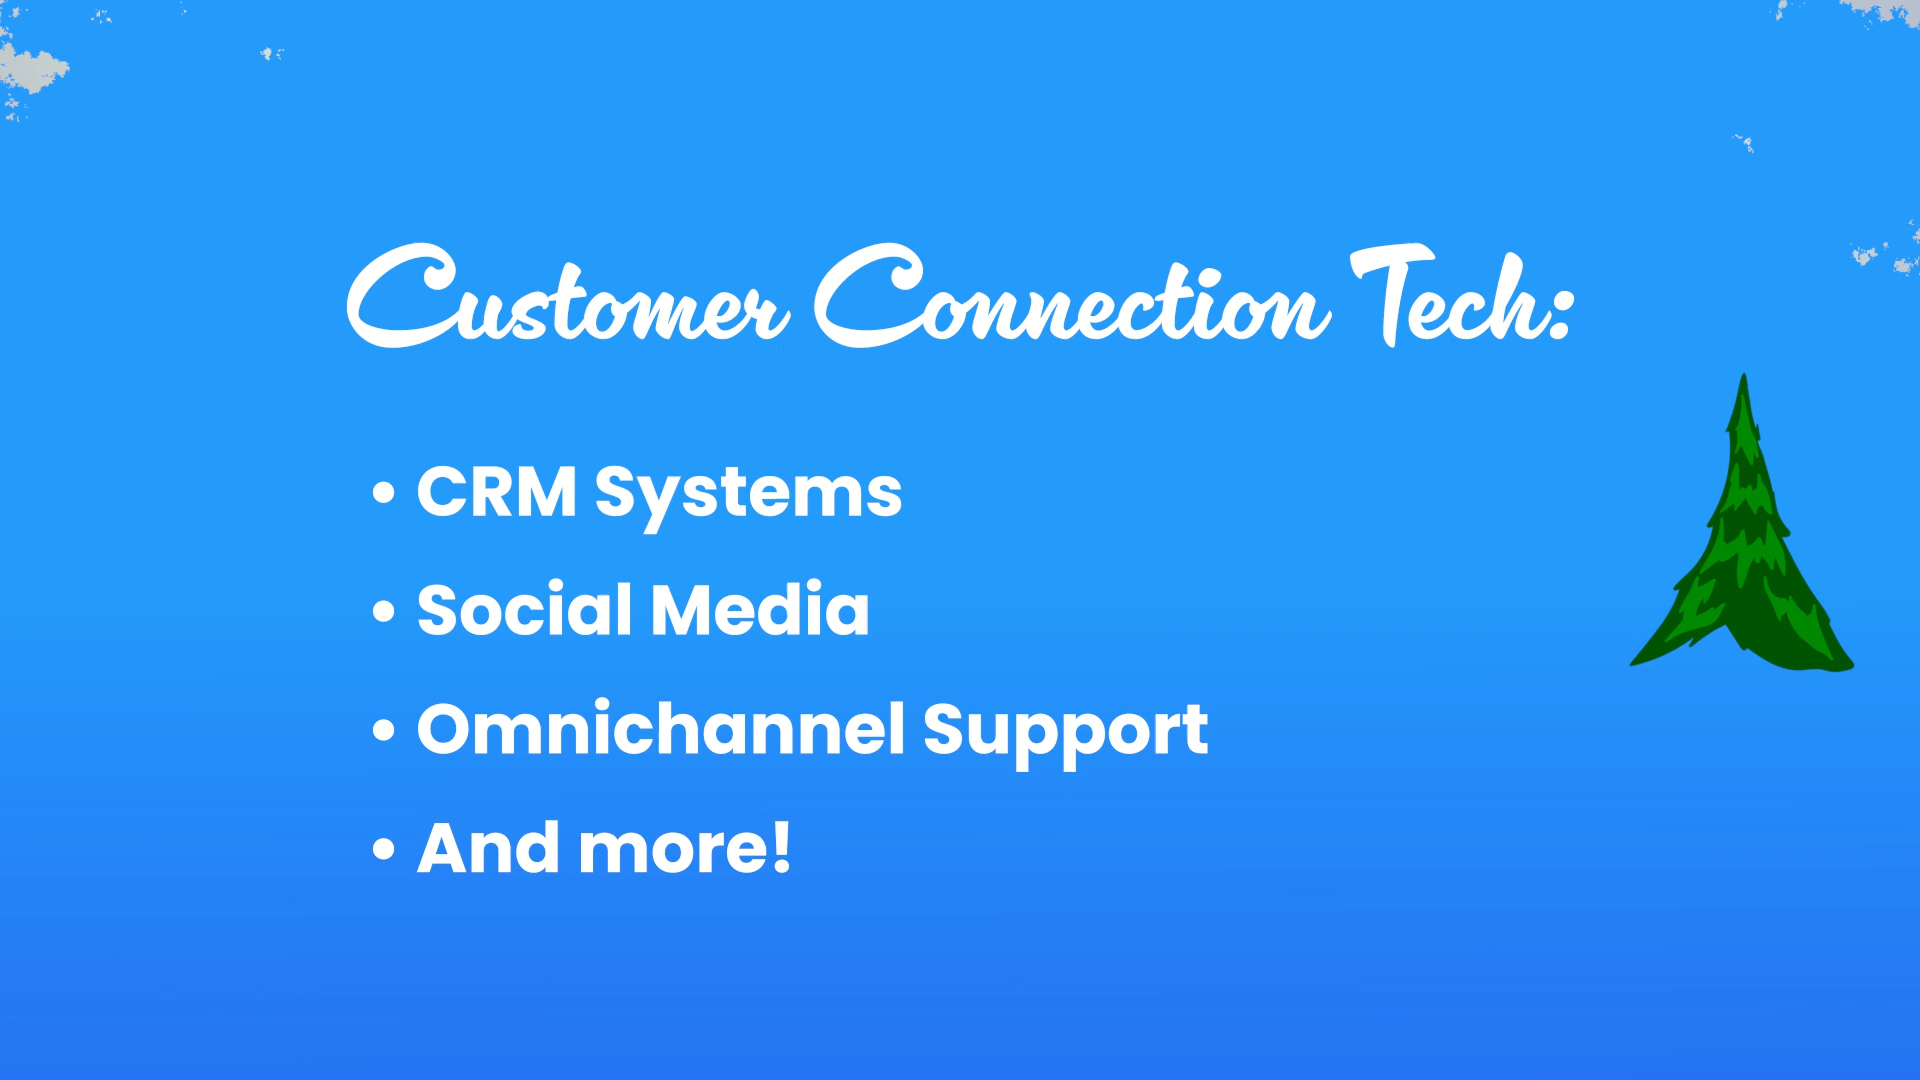 Customer Connection Tech:
• CRM Systems
• Social Media
• Omnichannel Support
• And more!